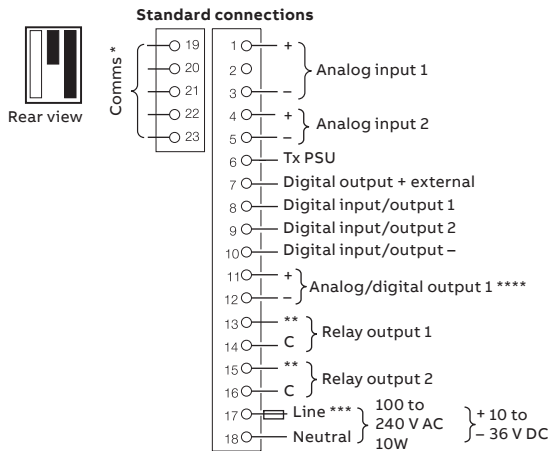 Standard connections
Rear view
Comms *
19
20
21
22
23
1 + Analog input 1
2
3 –
4 + Analog input 2
5 –
6 Tx PSU
7 Digital output + external
8 Digital input/output 1
9 Digital input/output 2
10 Digital input/output –
11 + Analog/digital output 1 ****
12 –
13 ** Relay output 1
14 C
15 ** Relay output 2
16 C
17 Line ***
18 Neutral
100 to
240 V AC
10W
+ 10 to
– 36 V DC